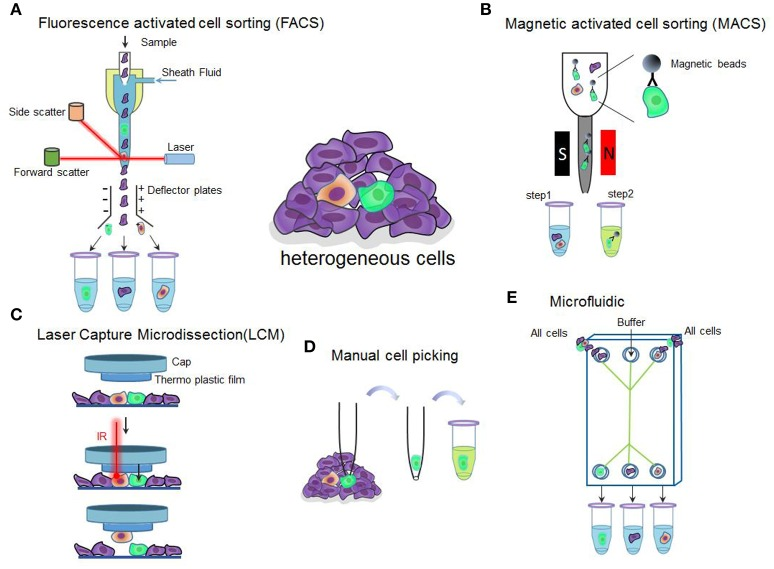 A
Fluorescence activated cell sorting (FACS)
Sample
Sheath Fluid
Side scatter
Laser
Forward scatter
Deflector plates
-
-
-
+
+
+
heterogeneous cells
B
Magnetic activated cell sorting (MACS)
Magnetic beads
S
N
step1
step2
C
Laser Capture Microdissection(LCM)
Cap
Thermo plastic film
IR
D
Manual cell picking
E
Microfluidic
Buffer
All cells
All cells